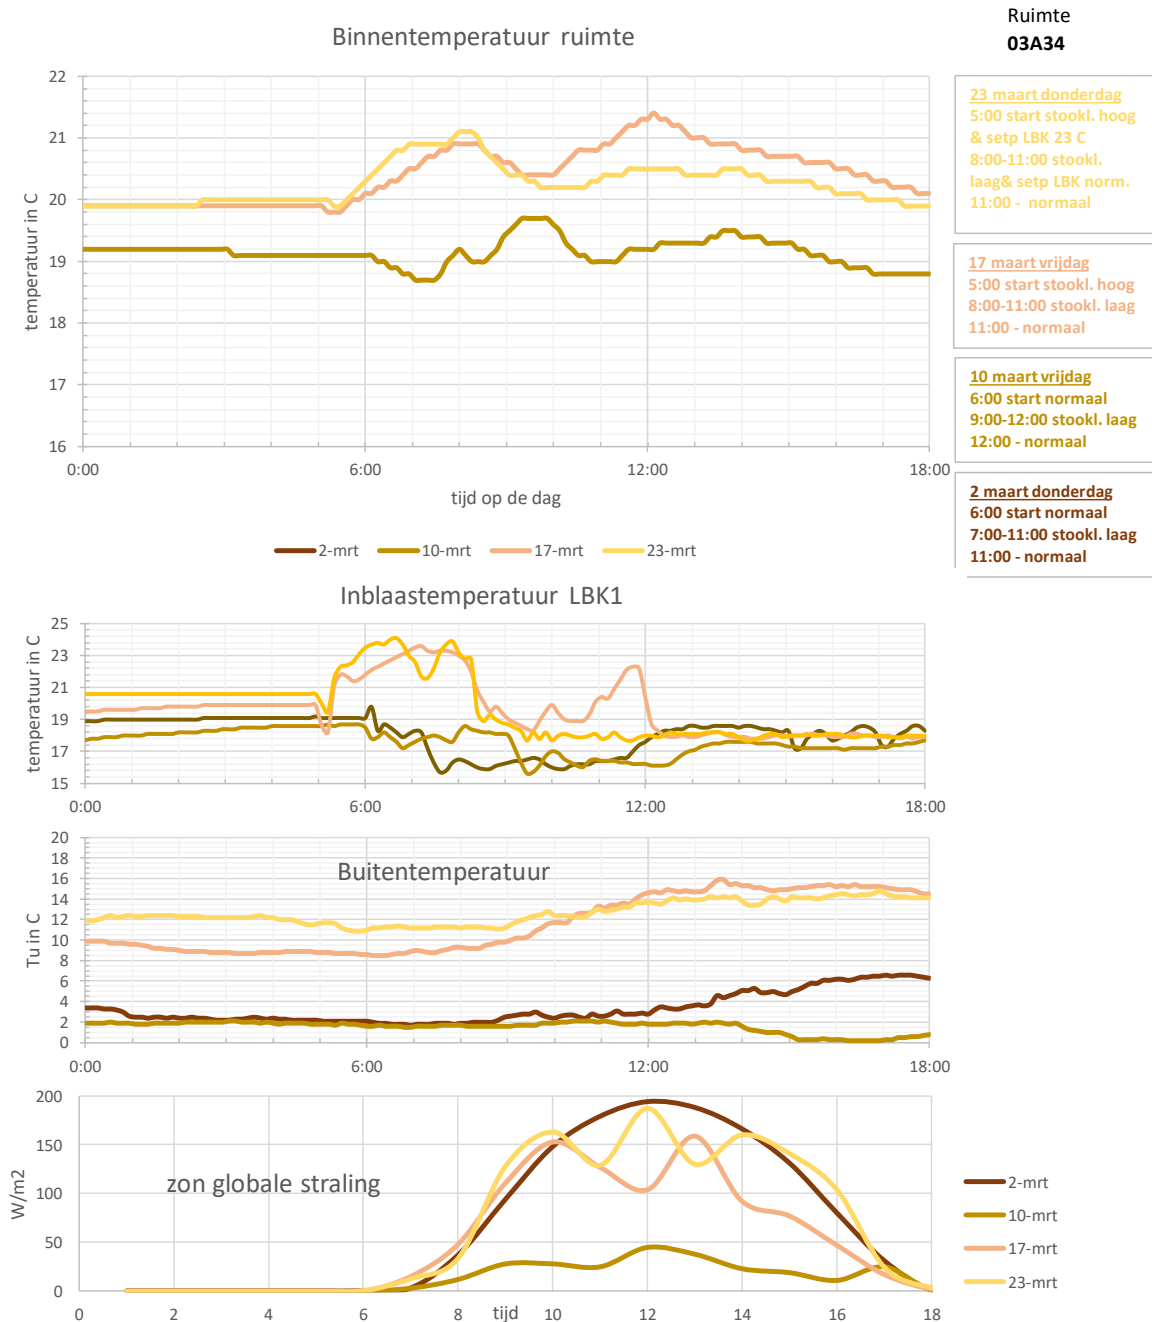 Ruimte
03A34
Binnentemperatuur ruimte
22
21
20
19
18
17
16
temperatuur in C
0:00
6:00
12:00
18:00
tijd op de dag
2-mrt
10-mrt
17-mrt
23-mrt
23 maart donderdag
5:00 start stookl. hoog
& setp LBK 23 C
8:00-11:00 stookl.
laag& setp LBK norm.
11:00 -  normaal
17 maart vrijdag
5:00 start stookl. hoog
8:00-11:00 stookl. laag
11:00 - normaal
10 maart vrijdag
6:00 start normaal
9:00-12:00 stookl. laag
12:00 - normaal
2 maart donderdag
6:00 start normaal
7:00-11:00 stookl. laag
11:00 - normaal
Inblaastemperatuur LBK1
25
23
21
19
17
15
temperatuur in C
0:00
6:00
12:00
18:00
Buitentemperatuur
20
18
16
14
12
10
8
6
4
2
0
Tu in C
0:00
6:00
12:00
18:00
zon globale straling
200
150
100
50
0
W/m2
0
2
4
6
8
10
12
14
16
18
tijd
2-mrt
10-mrt
17-mrt
23-mrt